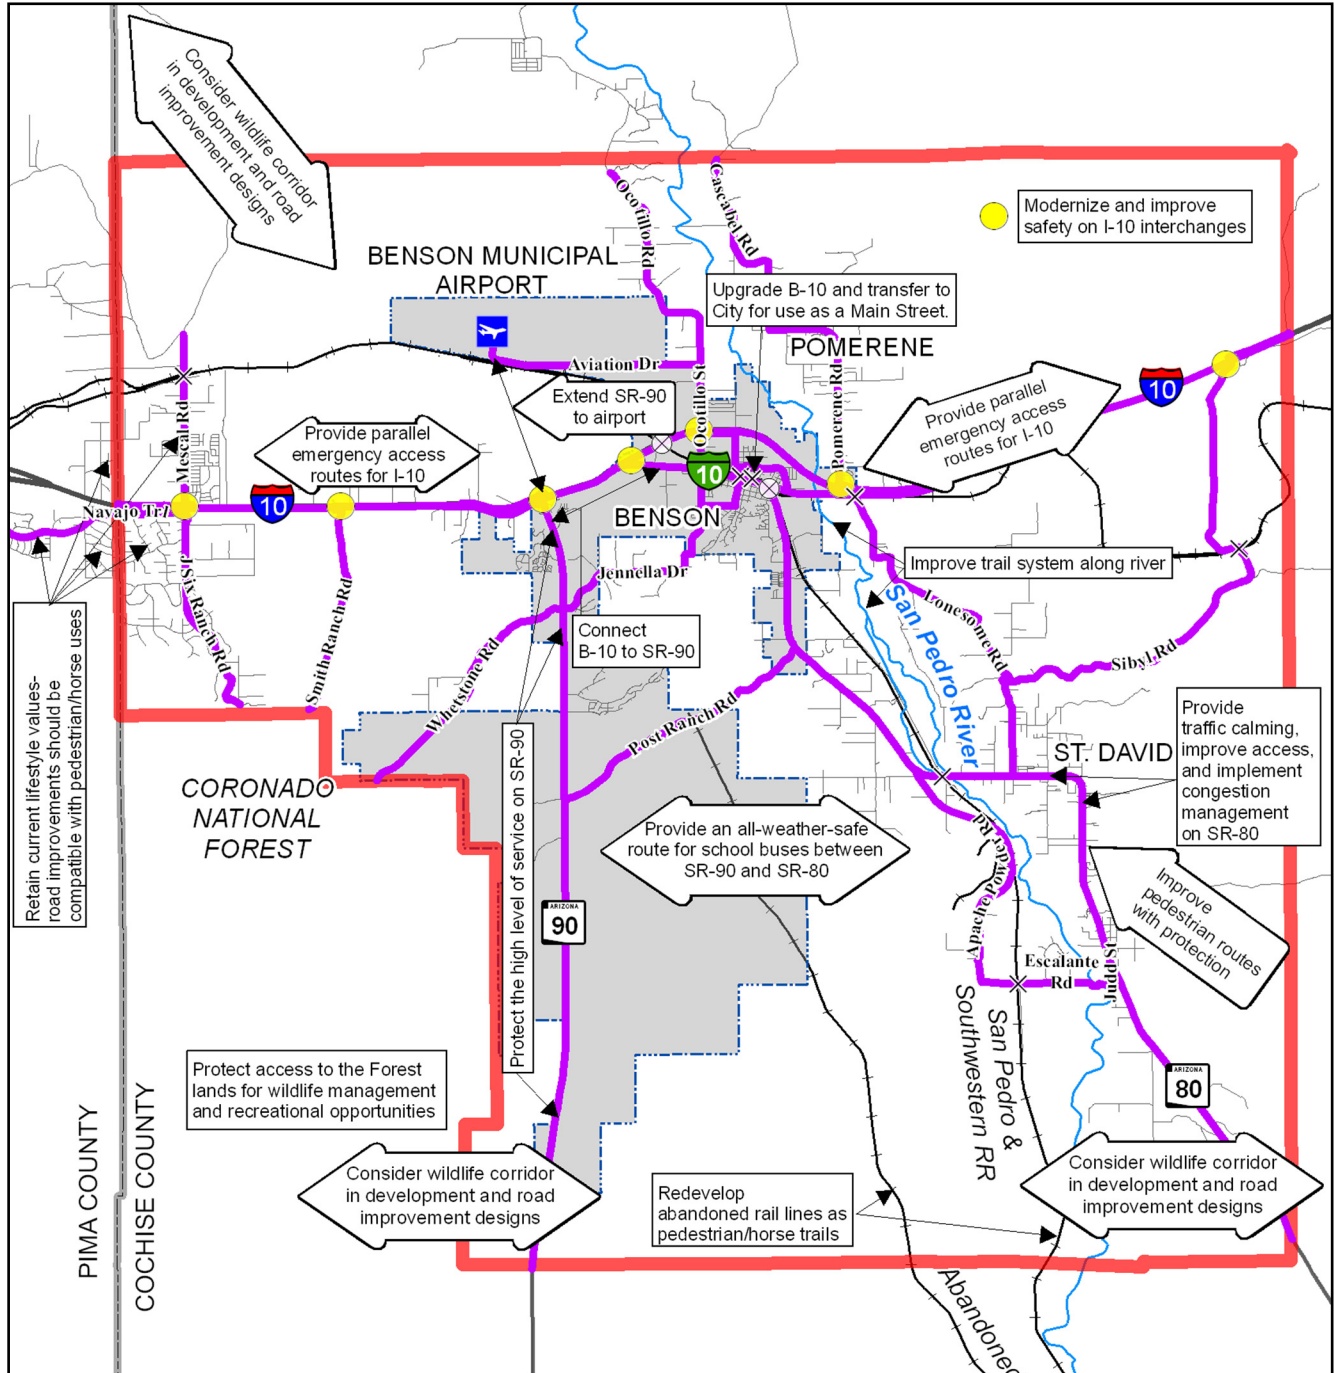 Consider wildlife corridor
in development and road
improvement designs
Modernize and improve
safety on I-10 interchanges
Ocotillo Rd
Cascabel Rd
BENSON MUNICIPAL
AIRPORT
Upgrade B-10 and transfer to
City for use as a Main Street.
POMERENE
Aviation Dr
Extend SR-90
to airport
Ocotillo St
Pomerene Rd
Provide parallel
emergency access
routes for I-10
10
Mescal Rd
Provide parallel
emergency access
routes for I-10
10
10
Navajo Trl
BENSON
Improve trail system along river
Jennella Dr
J Six Ranch Rd
Smith Ranch Rd
Whetstone Rd
Connect
B-10 to SR-90
San Pedro River
Lonesome Rd
Sibyl Rd
Post Ranch Rd
Retain current lifestyle values-
road improvements should be
compatible with pedestrian/horse uses
Protect the high level of service on SR-90
ST. DAVID
Provide
traffic calming,
improve access,
and implement
congestion
management
on SR-80
CORONADO
NATIONAL
FOREST
Provide an all-weather-safe
route for school buses between
SR-90 and SR-80
Apache Powder Rd
Improve
pedestrian routes
with protection
ARIZONA
90
Escalante
Rd
Judd St
San Pedro &
Southwestern RR
ARIZONA
80
Protect access to the Forest
lands for wildlife management
and recreational opportunities
PIMA COUNTY
COCHISE COUNTY
Consider wildlife corridor
in development and road
improvement designs
Redevelop
abandoned rail lines as
pedestrian/horse trails
Consider wildlife corridor
in development and road
improvement designs
Abandoned